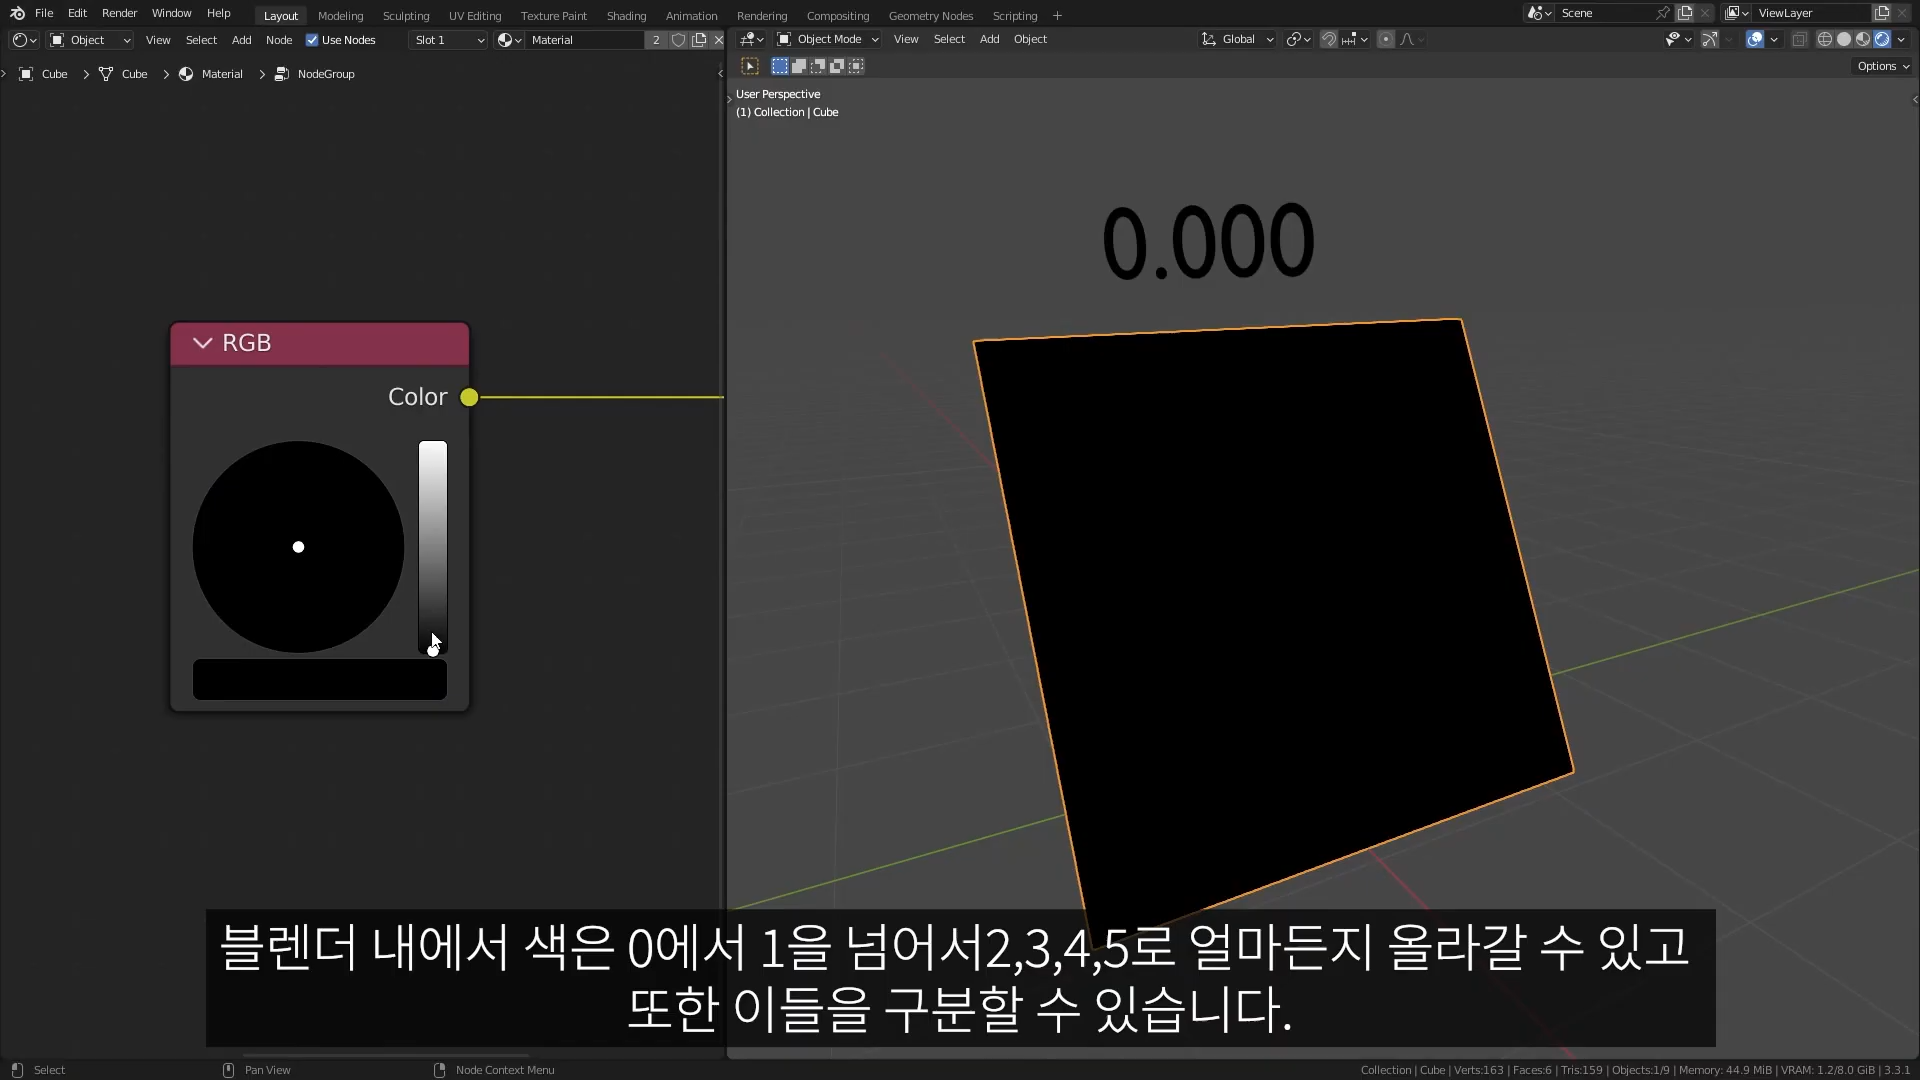 File Edit Render Window Help Layout Modeling Sculpting UV Editing Texture Paint Shading Animation Rendering Compositing Geometry Nodes Scripting + Scene ViewLayer
Object View Select Add Node Use Nodes Slot 1 Material 2 Object Mode View Select Add Object Global
Options
Cube Cube Material NodeGroup
User Perspective
(1) Collection | Cube
0.000
RGB
Color
블렌더 내에서 색은 0에서 1을 넘어서2,3,4,5로 얼마든지 올라갈 수 있고
또한 이들을 구분할 수 있습니다.
Select Pan View Node Context Menu Collection | Cube | Verts:163 | Faces:6 | Tris:159 | Objects:1/9 | Memory: 44.9 MiB | VRAM: 1.2/8.0 GiB | 3.3.1